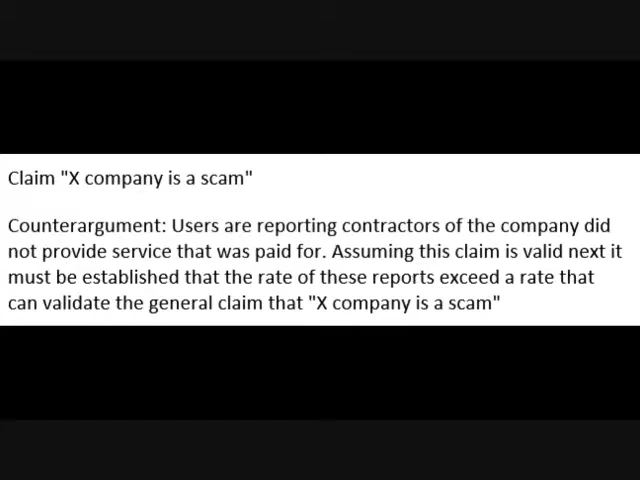 Claim "X company is a scam"
Counterargument: Users are reporting contractors of the company did
not provide service that was paid for. Assuming this claim is valid next it
must be established that the rate of these reports exceed a rate that
can validate the general claim that "X company is a scam"